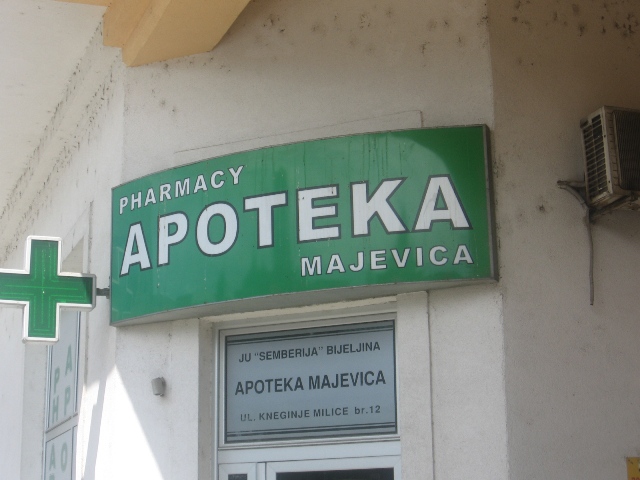 PHARMACY
APOTEKA
MAJEVICA
JU "SEMBERIJA" BIJELJINA
APOTEKA MAJEVICA
UL. KNEGINJE MILICE br.12